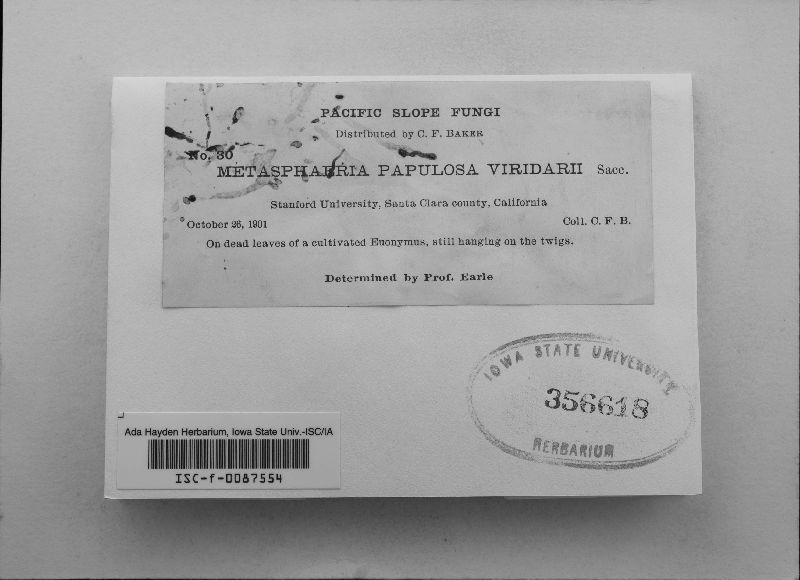 PACIFIC SLOPE FUNGI
Distributed by C. F. BAKER
No. 30
METASPHAERIA PAPULOSA VIRIDARII Sacc.
Stanford University, Santa Clara county, California
October 26, 1901 Coll. C. F. B.
On dead leaves of a cultivated Euonymus, still hanging on the twigs.
Determined by Prof. Earle
IOWA STATE UNIVERSITY
356618
HERBARIUM
Ada Hayden Herbarium, Iowa State Univ.-ISC/IA
ISC-f-0087554